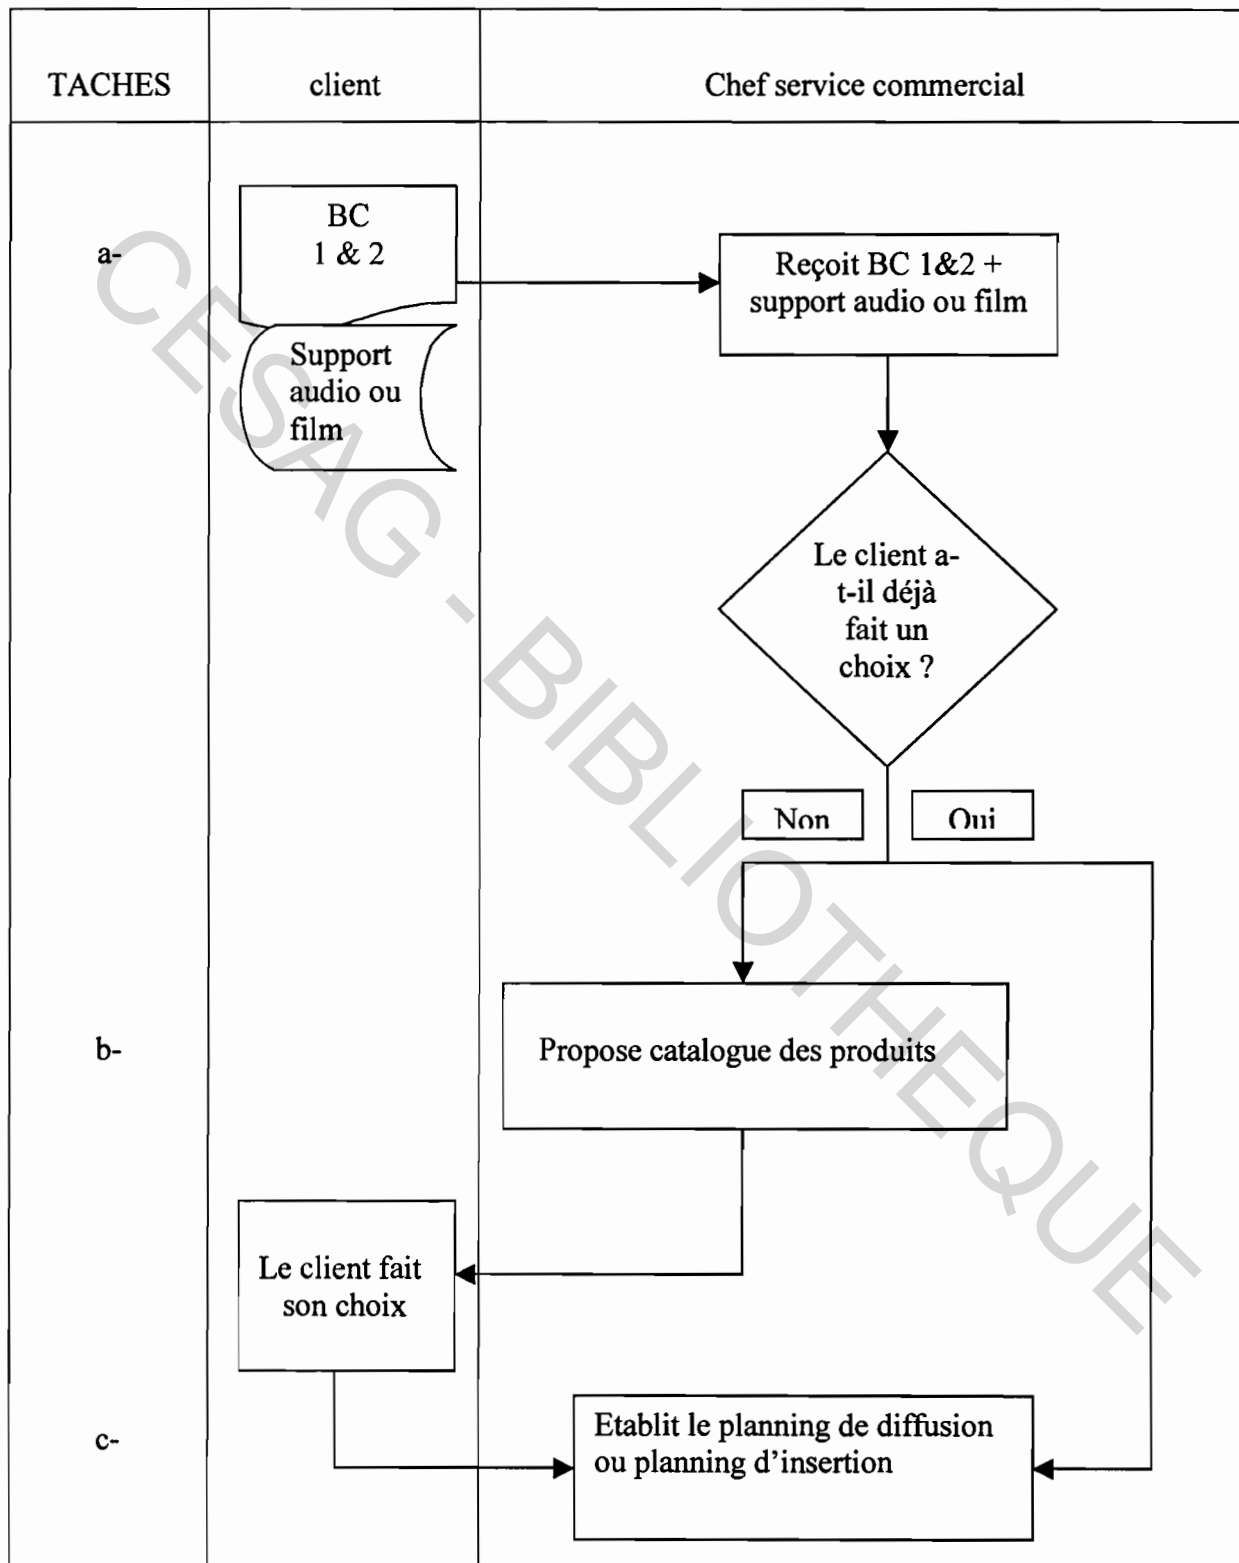 TACHES
client
Chef service commercial
a-
BC
1 & 2
Support
audio ou
film
Reçoit BC 1&2 +
support audio ou film
Le client a-
t-il déjà
fait un
choix ?
Non
Oui
b-
Propose catalogue des produits
Le client fait
son choix
c-
Etablit le planning de diffusion
ou planning d’insertion
CESAG - BIBLIOTHEQUE